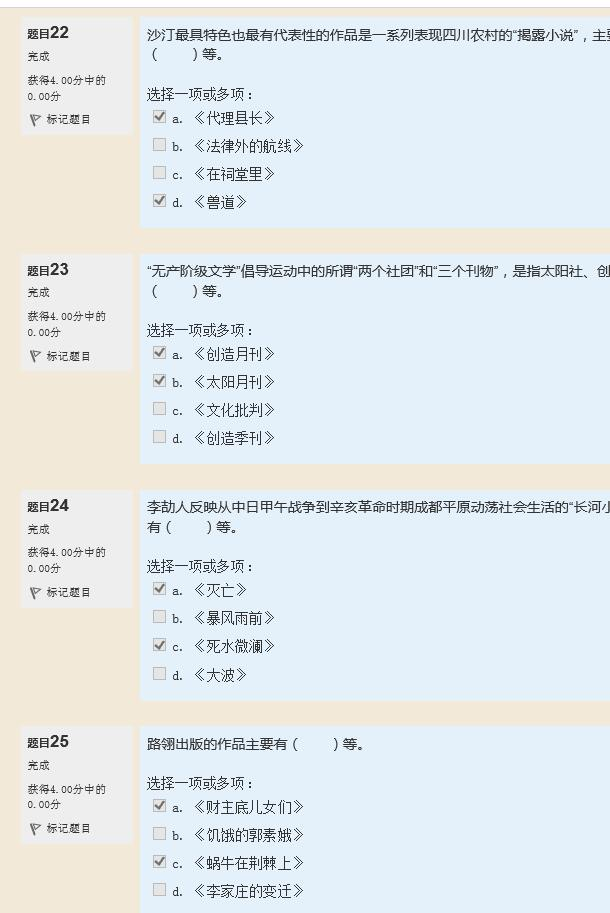 题目22
完成
获得4.00分中的
0.00分
标记题目
沙汀最具特色也最有代表性的作品是一系列表现四川农村的“揭露小说”，主
（　　）等。
选择一项或多项：
a. 《代理县长》
b. 《法律外的航线》
c. 《在祠堂里》
d. 《兽道》
题目23
完成
获得4.00分中的
0.00分
标记题目
“无产阶级文学”倡导运动中的所谓“两个社团”和“三个刊物”，是指太阳社、创
（　　）等。
选择一项或多项：
a. 《创造月刊》
b. 《太阳月刊》
c. 《文化批判》
d. 《创造季刊》
题目24
完成
获得4.00分中的
0.00分
标记题目
李劼人反映从中日甲午战争到辛亥革命时期成都平原动荡社会生活的“长河小
有（　　）等。
选择一项或多项：
a. 《灭亡》
b. 《暴风雨前》
c. 《死水微澜》
d. 《大波》
题目25
完成
获得4.00分中的
0.00分
标记题目
路翎出版的作品主要有（　　）等。
选择一项或多项：
a. 《财主底儿女们》
b. 《饥饿的郭素娥》
c. 《蜗牛在荆棘上》
d. 《李家庄的变迁》